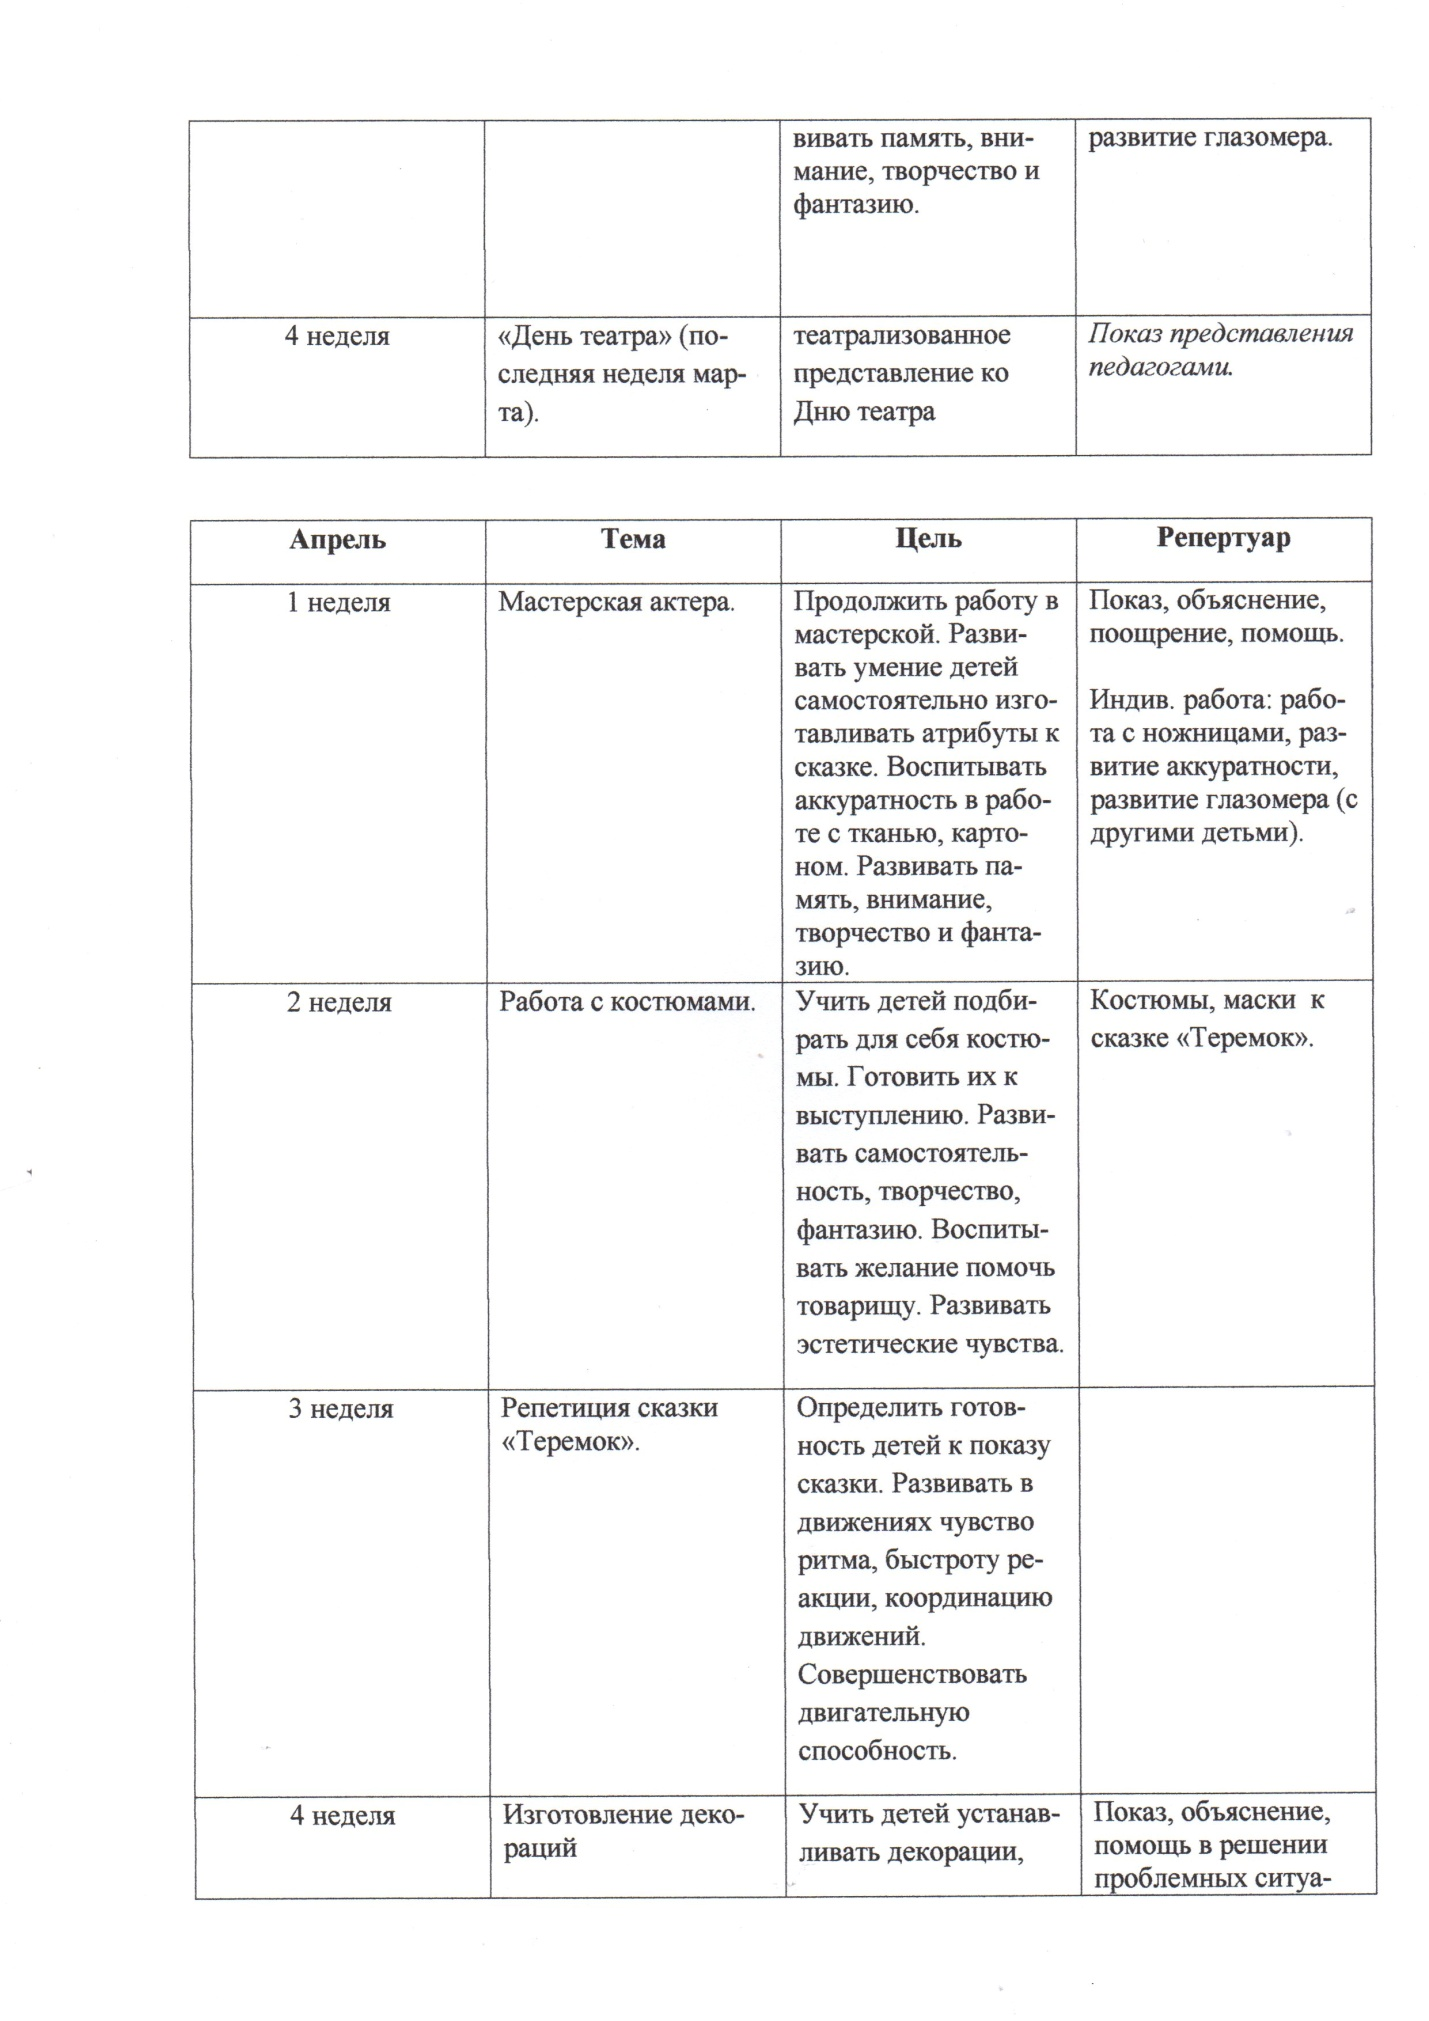 вивать память, вни-
мание, творчество и
фантазию.
развитие глазомера.
4 неделя
«День театра» (по-
следняя неделя мар-
та).
театрализованное
представление ко
Дню театра
Показ представления
педагогами.
Апрель
Тема
Цель
Репертуар
1 неделя
Мастерская актера.
Продолжить работу в
мастерской. Разви-
вать умение детей
самостоятельно изго-
тавливать атрибуты к
сказке. Воспитывать
аккуратность в рабо-
те с тканью, карто-
ном. Развивать па-
мять, внимание,
творчество и фанта-
зию.
Показ, объяснение,
поощрение, помощь.
Индив. работа: рабо-
та с ножницами, раз-
витие аккуратности,
развитие глазомера (с
другими детьми).
2 неделя
Работа с костюмами.
Учить детей подби-
рать для себя костю-
мы. Готовить их к
выступлению. Разви-
вать самостоятель-
ность, творчество,
фантазию. Воспиты-
вать желание помочь
товарищу. Развивать
эстетические чувства.
Костюмы, маски  к
сказке «Теремок».
3 неделя
Репетиция сказки
«Теремок».
Определить готов-
ность детей к показу
сказки. Развивать в
движениях чувство
ритма, быстроту ре-
акции, координацию
движений.
Совершенствовать
двигательную
способность.
4 неделя
Изготовление деко-
раций
Учить детей устанав-
ливать декорации,
Показ, объяснение,
помощь в решении
проблемных ситуа-